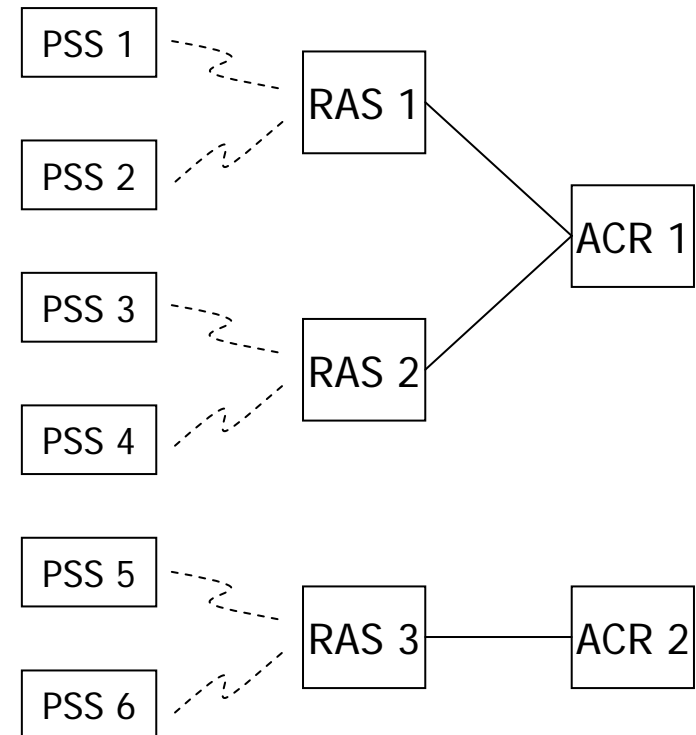 PSS 1
PSS 2
PSS 3
PSS 4
PSS 5
PSS 6
RAS 1
RAS 2
RAS 3
ACR 1
ACR 2